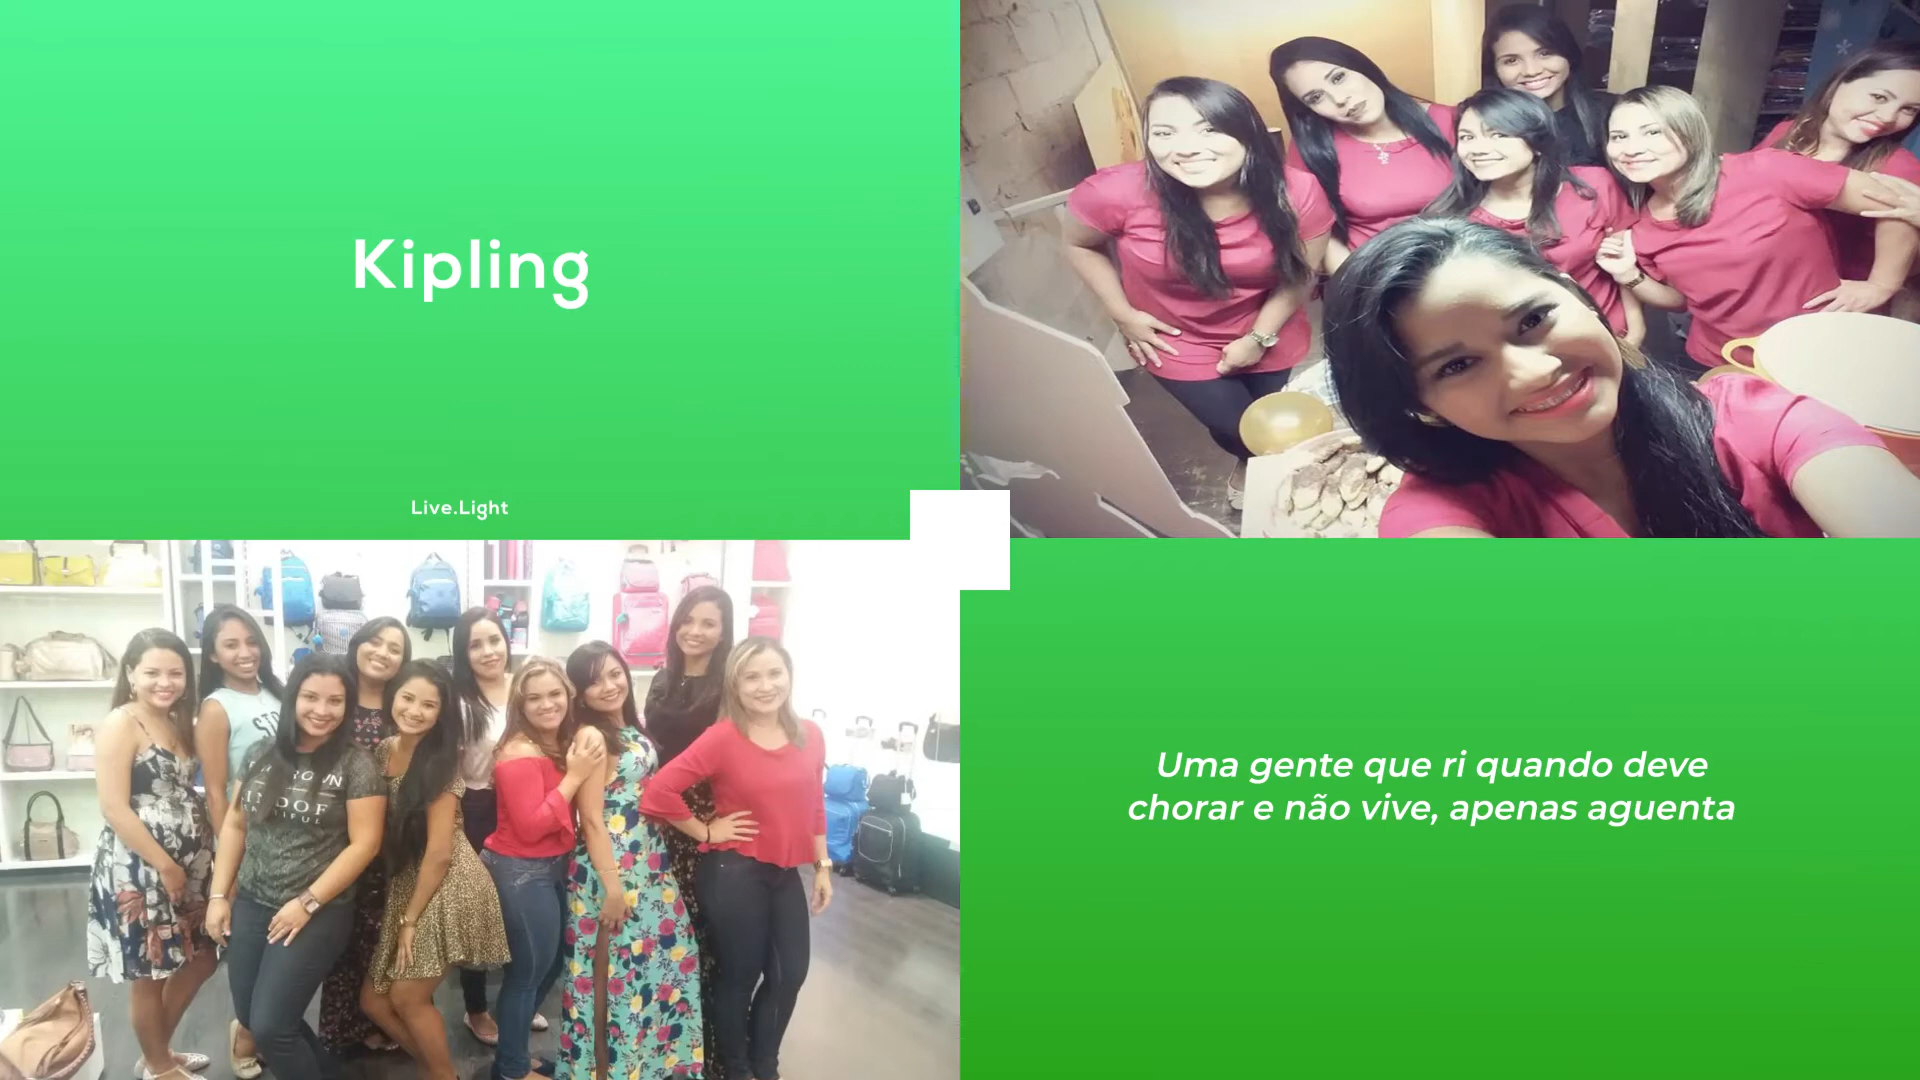 Kipling
Live.Light
Uma gente que ri quando deve
chorar e não vive, apenas aguenta